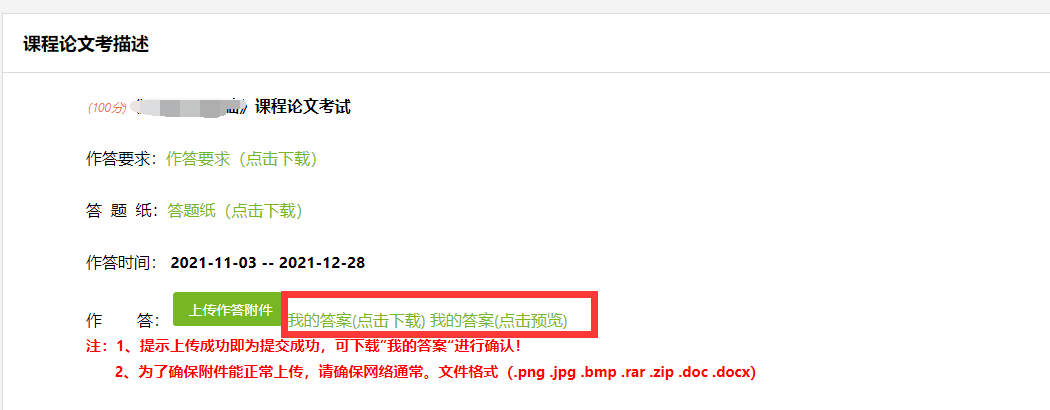 课程论文考描述
(100分) 》课程论文考试
作答要求：作答要求（点击下载）
答 题 纸：答题纸（点击下载）
作答时间： 2021-11-03 -- 2021-12-28
作 答：上传作答附件 我的答案(点击下载) 我的答案(点击预览)
注：1、提示上传成功即为提交成功，可下载”我的答案“进行确认！
2、为了确保附件能正常上传，请确保网络通常。文件格式（.png .jpg .bmp .rar .zip .doc .docx）